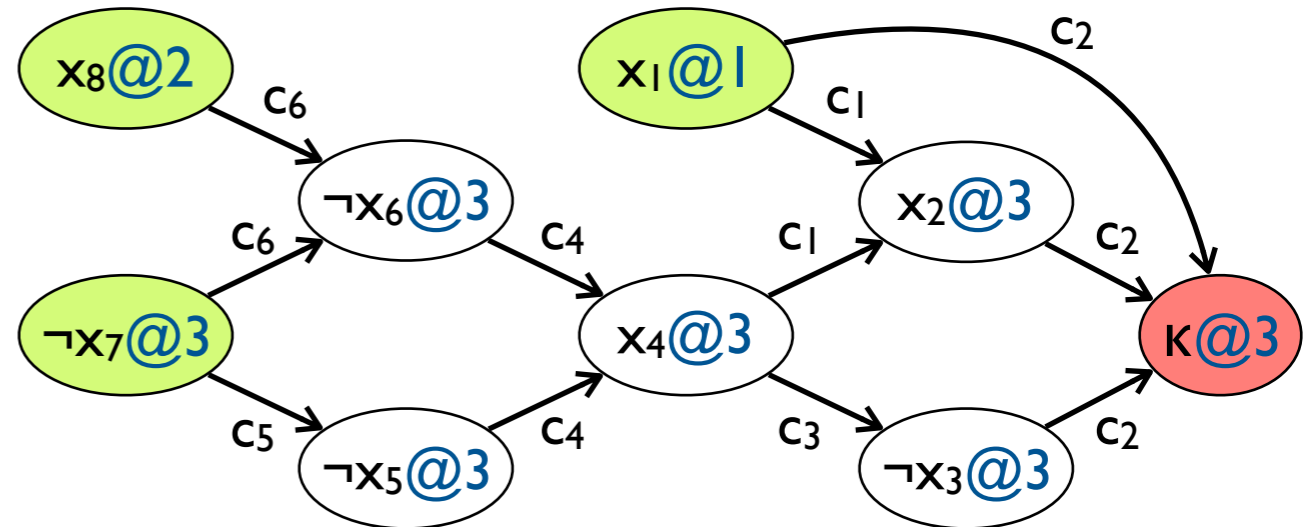 x₈@2
x₁@1
c₂
c₆
c₁
¬x₆@3
x₂@3
c₆
c₄
c₁
c₂
¬x₇@3
x₄@3
κ@3
c₅
c₄
c₃
c₂
¬x₅@3
¬x₃@3